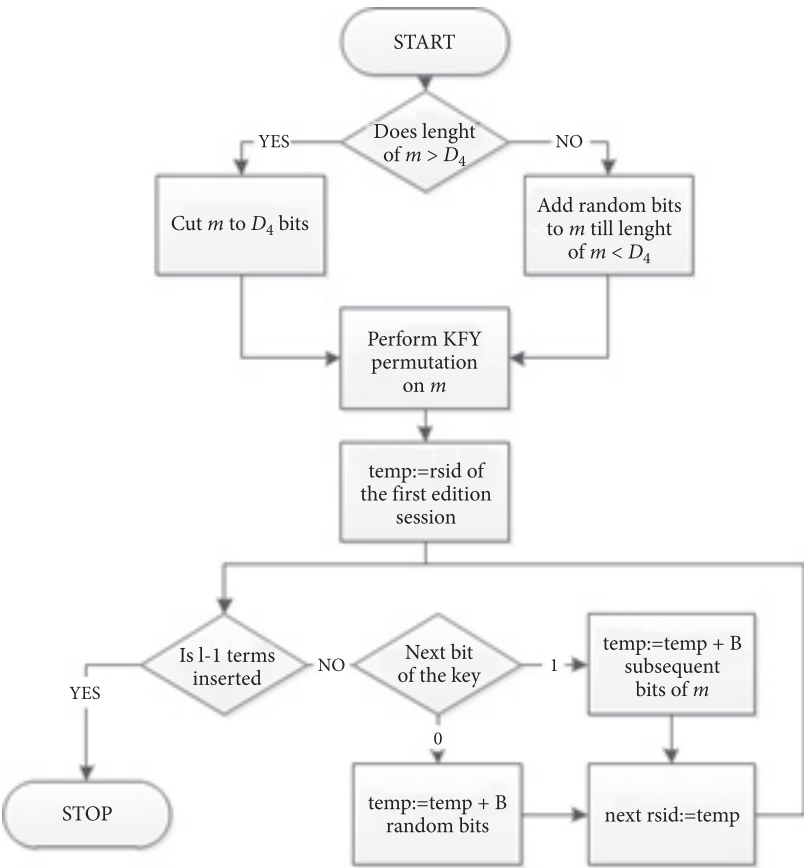 START
Does lenght
of m > D4
YES
NO
Cut m to D4 bits
Add random bits
to m till lenght
of m < D4
Perform KFY
permutation
on m
temp:=rsid of
the first edition
session
Is l-1 terms
inserted
NO
Next bit
of the key
1
temp:=temp + B
subsequent
bits of m
YES
0
STOP
temp:=temp + B
random bits
next rsid:=temp